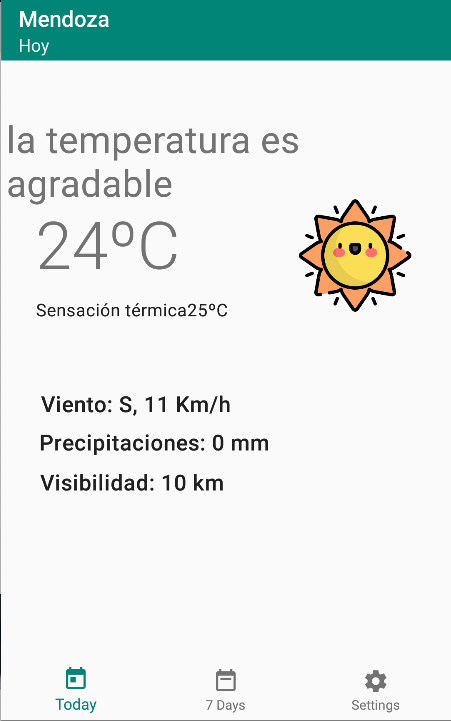 Mendoza
Hoy
la temperatura es
agradable
24ºC
Sensación térmica25ºC
Viento: S, 11 Km/h
Precipitaciones: 0 mm
Visibilidad: 10 km
Today
7 Days
Settings